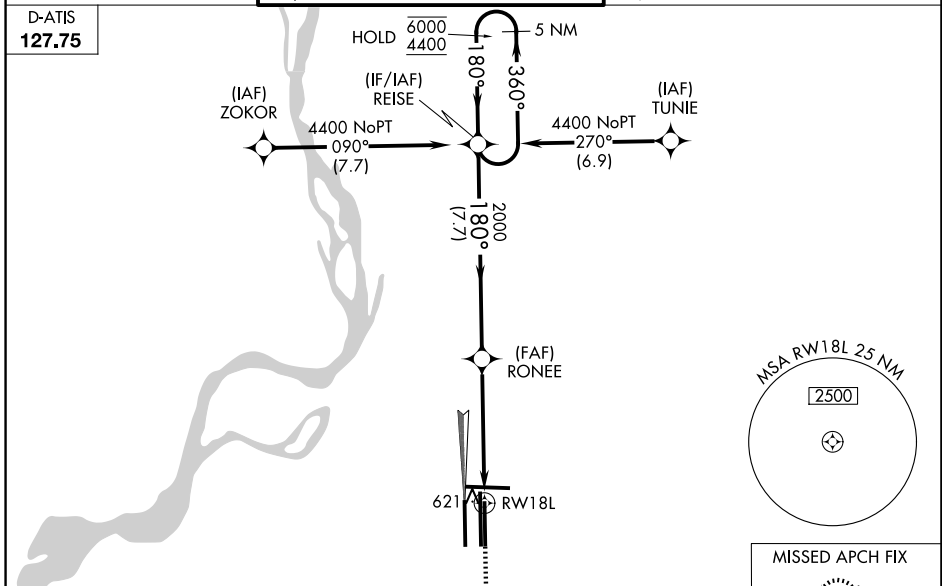 D-ATIS
127.75
HOLD
6000
4400
5 NM
180°
360°
(IF/IAF)
REISE
(IAF)
ZOKOR
(IAF)
TUNIE
4400 NoPT
090°
(7.7)
4400 NoPT
270°
(6.9)
2000
180°
(7.7)
(FAF)
RONEE
MSA RW18L 25 NM
2500
621
RW18L
MISSED APCH FIX